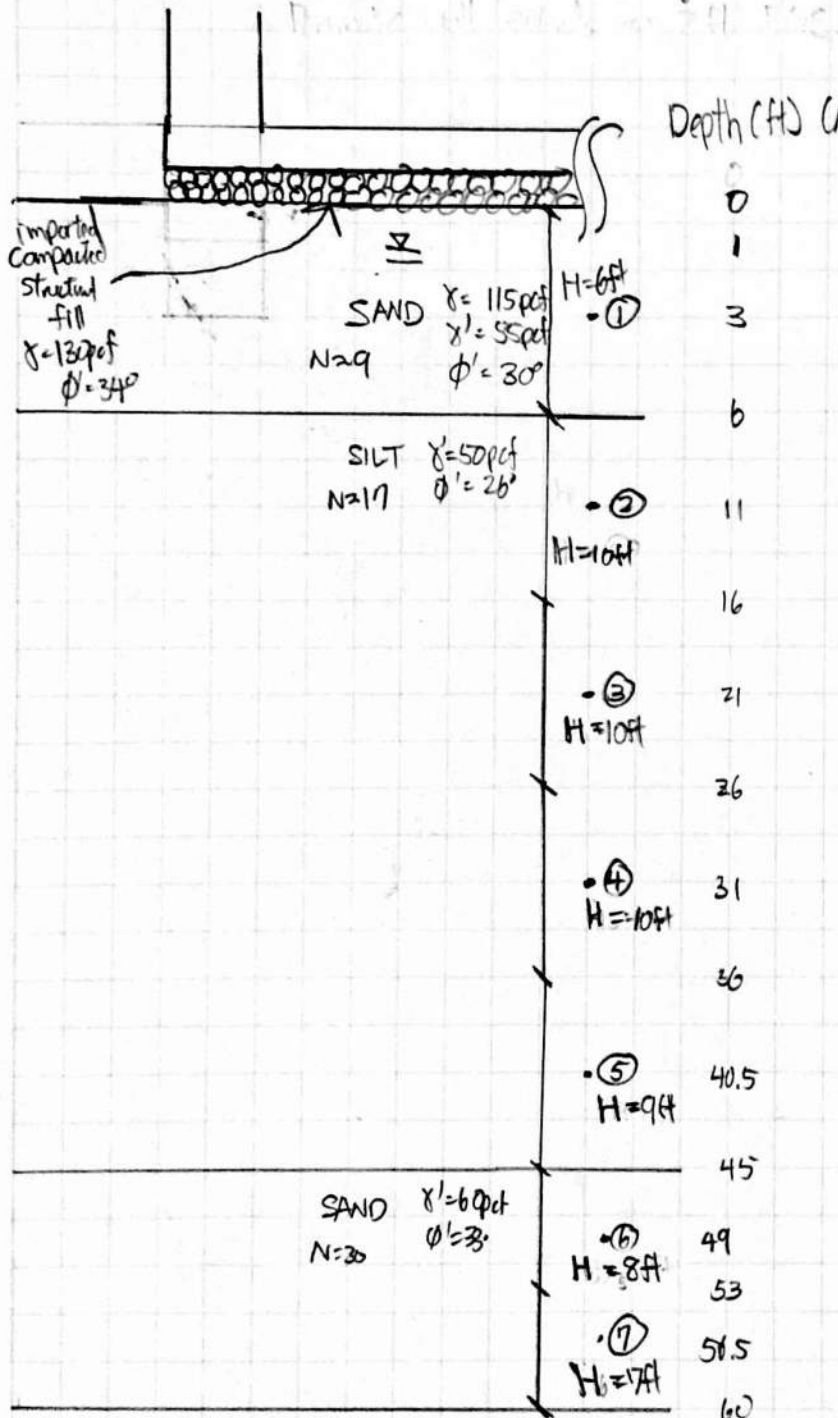 Depth (ft)
0
0
1
imported
compacted
structural
fill
γ=130pcf
φ'=34°
SAND γ= 115pcf
γ'= 55pcf
N=9 φ'= 30°
H=6ft
①
3
6
SILT γ'=50pcf
N=17 φ'= 26°
②
11
H=10ft
16
③
21
H=10ft
26
④
31
H=10ft
36
⑤
40.5
H=9ft
45
SAND γ'=60pcf
N=30 φ'=33°
⑥
49
H=8ft
53
⑦
56.5
H=7ft
60